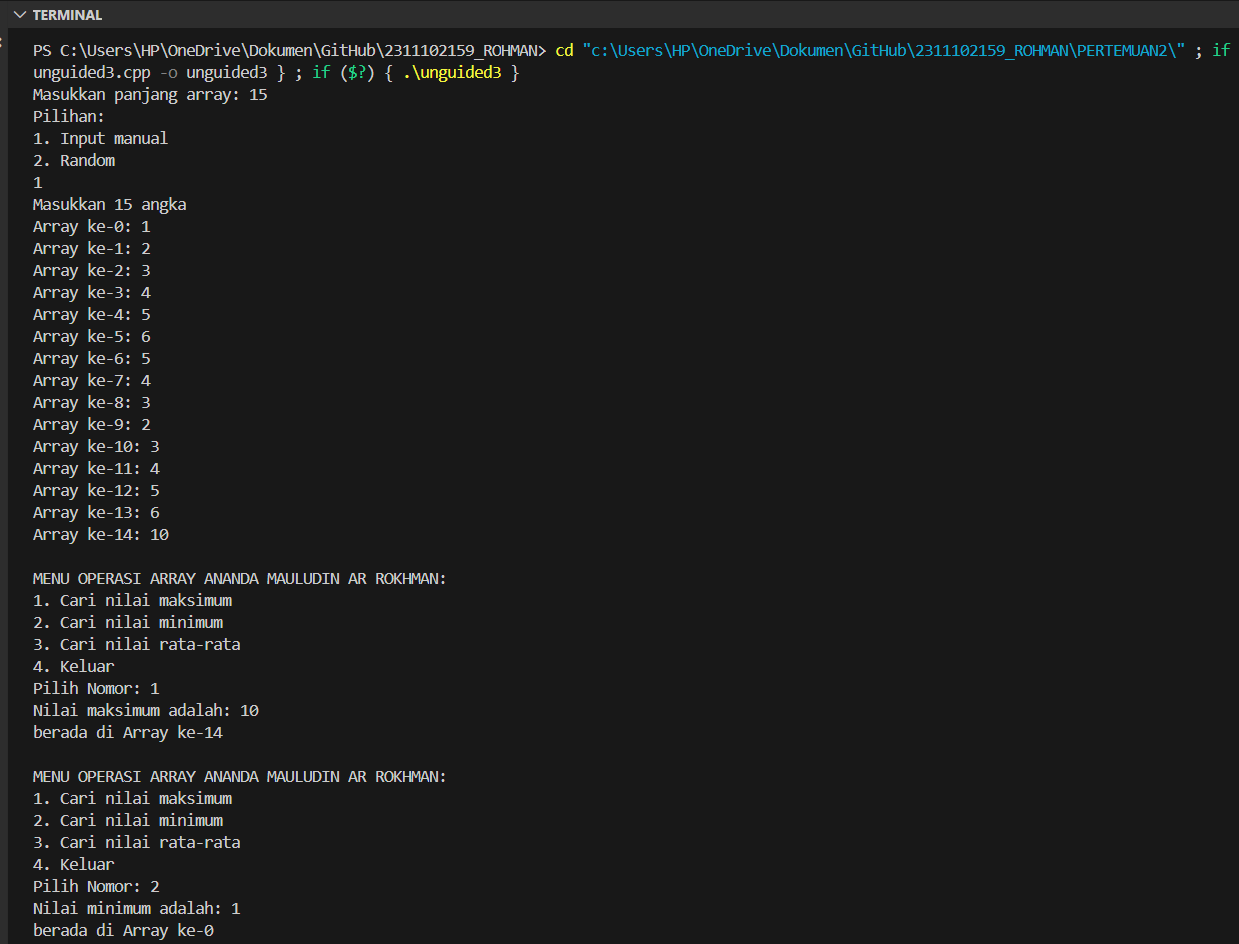 TERMINAL
PS C:\Users\HP\OneDrive\Dokumen\GitHub\2311102159_ROHMAN> cd "c:\Users\HP\OneDrive\Dokumen\GitHub\2311102159_ROHMAN\PERTEMUAN2\" ; if
unguided3.cpp -o unguided3 } ; if ($?) { .\unguided3 }
Masukkan panjang array: 15
Pilihan:
1. Input manual
2. Random
1
Masukkan 15 angka
Array ke-0: 1
Array ke-1: 2
Array ke-2: 3
Array ke-3: 4
Array ke-4: 5
Array ke-5: 6
Array ke-6: 5
Array ke-7: 4
Array ke-8: 3
Array ke-9: 2
Array ke-10: 3
Array ke-11: 4
Array ke-12: 5
Array ke-13: 6
Array ke-14: 10
MENU OPERASI ARRAY ANANDA MAULUDIN AR ROKHMAN:
1. Cari nilai maksimum
2. Cari nilai minimum
3. Cari nilai rata-rata
4. Keluar
Pilih Nomor: 1
Nilai maksimum adalah: 10
berada di Array ke-14
MENU OPERASI ARRAY ANANDA MAULUDIN AR ROKHMAN:
1. Cari nilai maksimum
2. Cari nilai minimum
3. Cari nilai rata-rata
4. Keluar
Pilih Nomor: 2
Nilai minimum adalah: 1
berada di Array ke-0